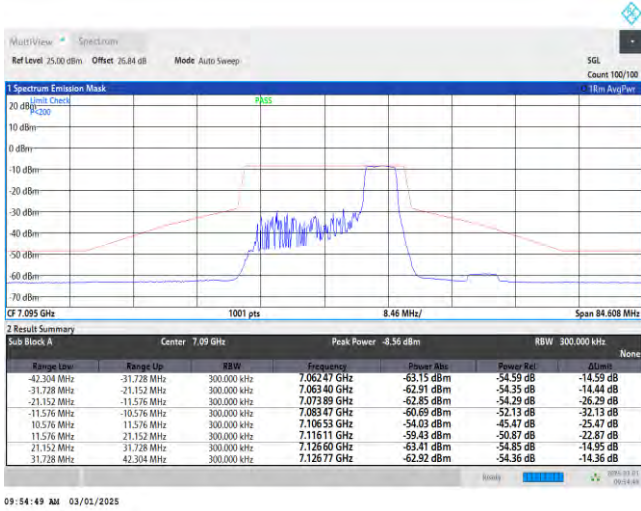 MultiView Spectrum
Ref Level 25.00 dBm Offset 26.84 dB Mode Auto Sweep SGL
Count 100/100
1 Spectrum Emission Mask 1Rm AvgPwr
Limit Check PASS
P<200
20 dBm
10 dBm
0 dBm
-10 dBm
-20 dBm
-30 dBm
-40 dBm
-50 dBm
-60 dBm
-70 dBm
CF 7.095 GHz 1001 pts 8.46 MHz/ Span 84.608 MHz
2 Result Summary
Sub Block A Center 7.09 GHz Peak Power -8.56 dBm RBW 300.000 kHz
None
Range Low Range Up RBW Frequency Power Abs Power Rel ΔLimit
-42.304 MHz -31.728 MHz 300.000 kHz 7.06247 GHz -63.15 dBm -54.59 dB -14.59 dB
-31.728 MHz -21.152 MHz 300.000 kHz 7.06340 GHz -62.91 dBm -54.35 dB -14.44 dB
-21.152 MHz -11.576 MHz 300.000 kHz 7.07389 GHz -62.85 dBm -54.29 dB -26.29 dB
-11.576 MHz -10.576 MHz 300.000 kHz 7.08347 GHz -60.69 dBm -52.13 dB -32.13 dB
10.576 MHz 11.576 MHz 300.000 kHz 7.10653 GHz -54.03 dBm -45.47 dB -25.47 dB
11.576 MHz 21.152 MHz 300.000 kHz 7.11611 GHz -59.43 dBm -50.87 dB -22.87 dB
21.152 MHz 31.728 MHz 300.000 kHz 7.12660 GHz -63.41 dBm -54.85 dB -14.95 dB
31.728 MHz 42.304 MHz 300.000 kHz 7.12677 GHz -62.92 dBm -54.36 dB -14.36 dB
Ready
09:54:49 AM 03/01/2025